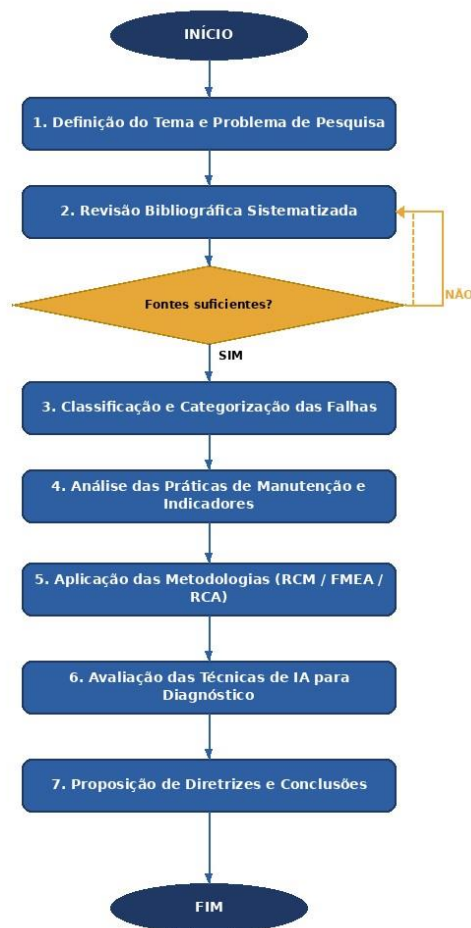 INÍCIO
1. Definição do Tema e Problema de Pesquisa
2. Revisão Bibliográfica Sistematizada
Fontes suficientes?
NÃO
SIM
3. Classificação e Categorização das Falhas
4. Análise das Práticas de Manutenção e
Indicadores
5. Aplicação das Metodologias (RCM / FMEA /
RCA)
6. Avaliação das Técnicas de IA para
Diagnóstico
7. Proposição de Diretrizes e Conclusões
FIM